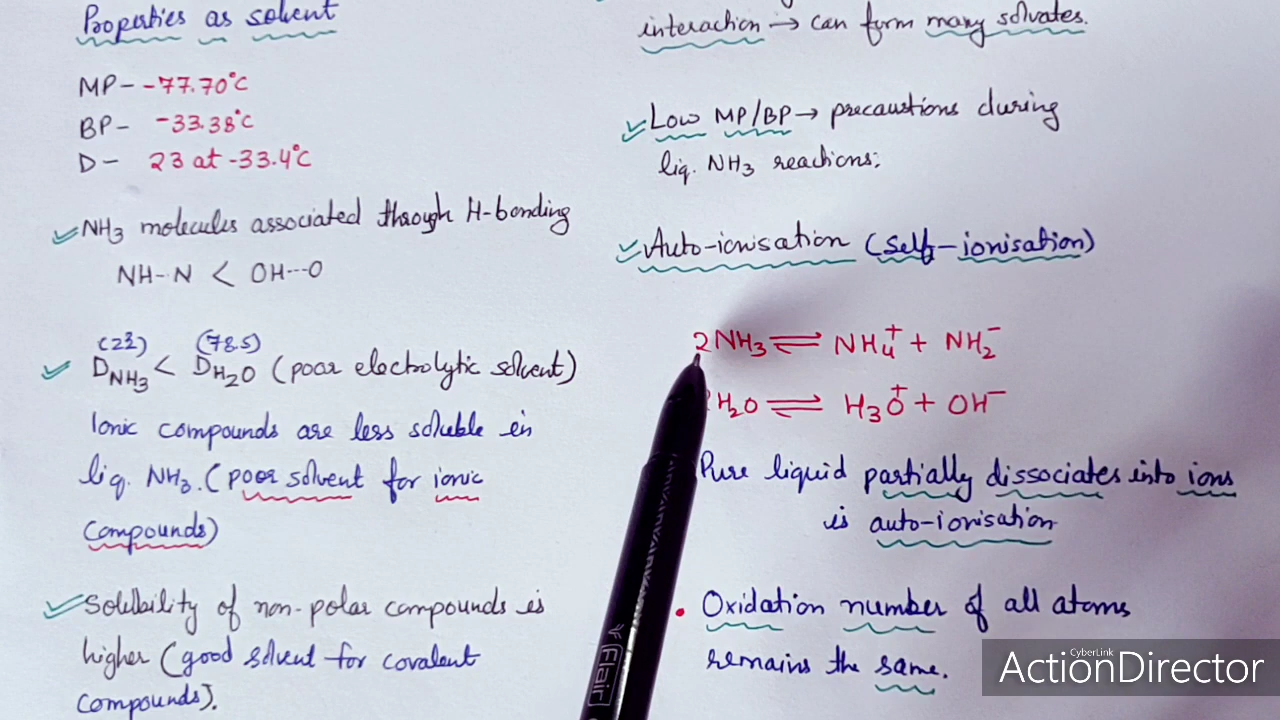 Properties as solvent
MP- -77.70°C
BP- -33.38°C
D- 23 at -33.4°C
NH3 molecules associated through H-bonding
NH--N < OH---O
(23) (78.5)
DNH3 < DH2O (poor electrolytic solvent)
Ionic compounds are less soluble in
liq. NH3. (poor solvent for ionic
compounds)
Solubility of non-polar compounds is
higher (good solvent for covalent
compounds).
interaction → can form many solvates.
Low MP/BP → precaustions during
liq. NH3 reactions.
Auto-ionisation (self-ionisation)
2NH3 ⇌ NH4+ + NH2-
H2O ⇌ H3O+ + OH-
Pure liquid partially dissociates into ions
is auto-ionisation
• Oxidation number of all atoms
remains the same.
Flair
CyberLink
ActionDirector